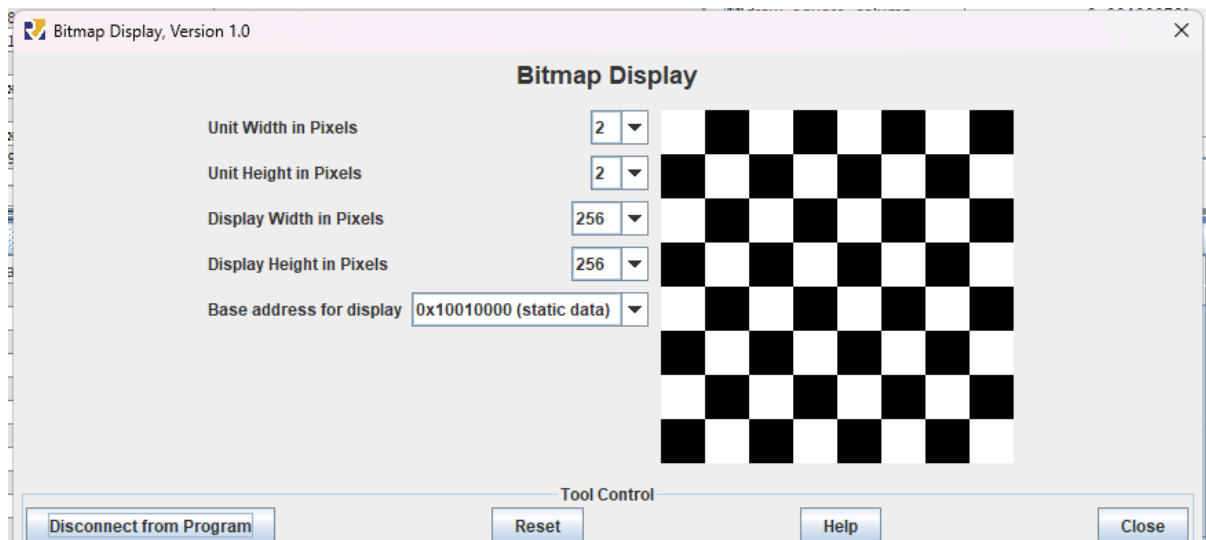 Bitmap Display, Version 1.0
Bitmap Display
Unit Width in Pixels 2
Unit Height in Pixels 2
Display Width in Pixels 256
Display Height in Pixels 256
Base address for display 0x10010000 (static data)
Tool Control
Disconnect from Program Reset Help Close